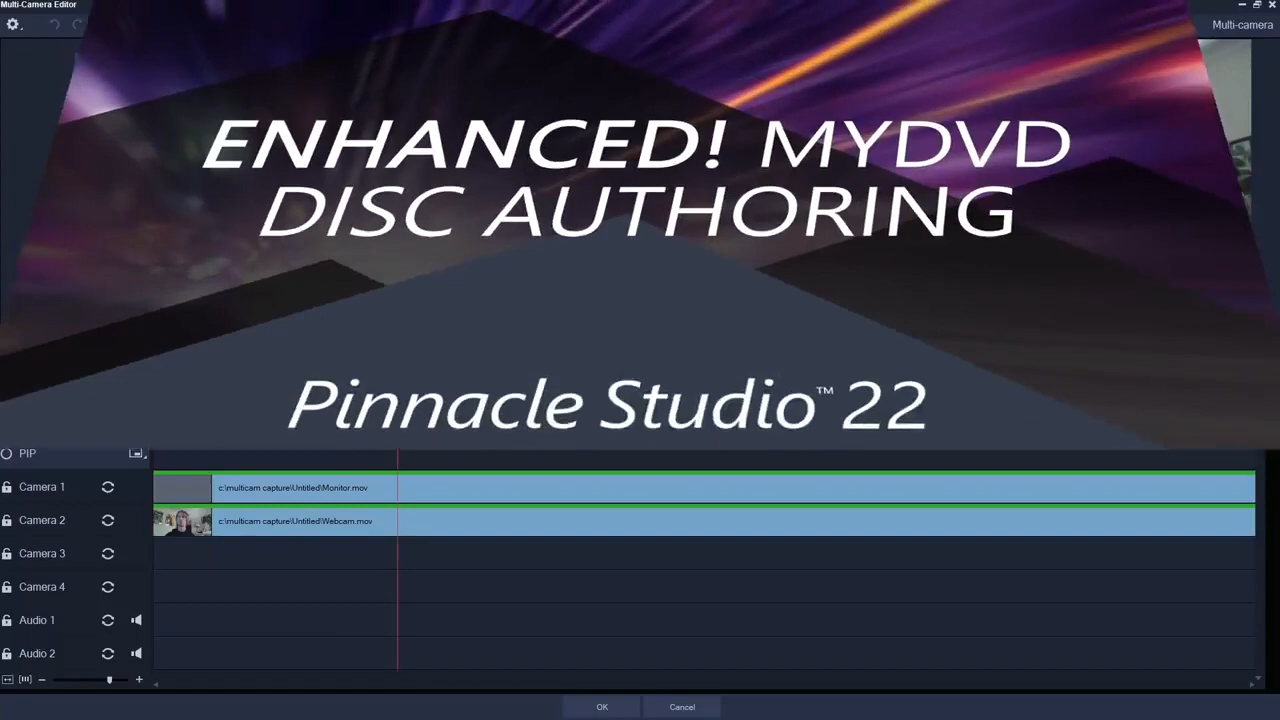 Multi-Camera Editor
Multi-camera
ENHANCED! MYDVD
DISC AUTHORING
Pinnacle Studio™ 22
PIP
Camera 1
c:\multicam capture\Untitled\Monitor.mov
Camera 2
c:\multicam capture\Untitled\Webcam.mov
Camera 3
Camera 4
Audio 1
Audio 2
OK
Cancel